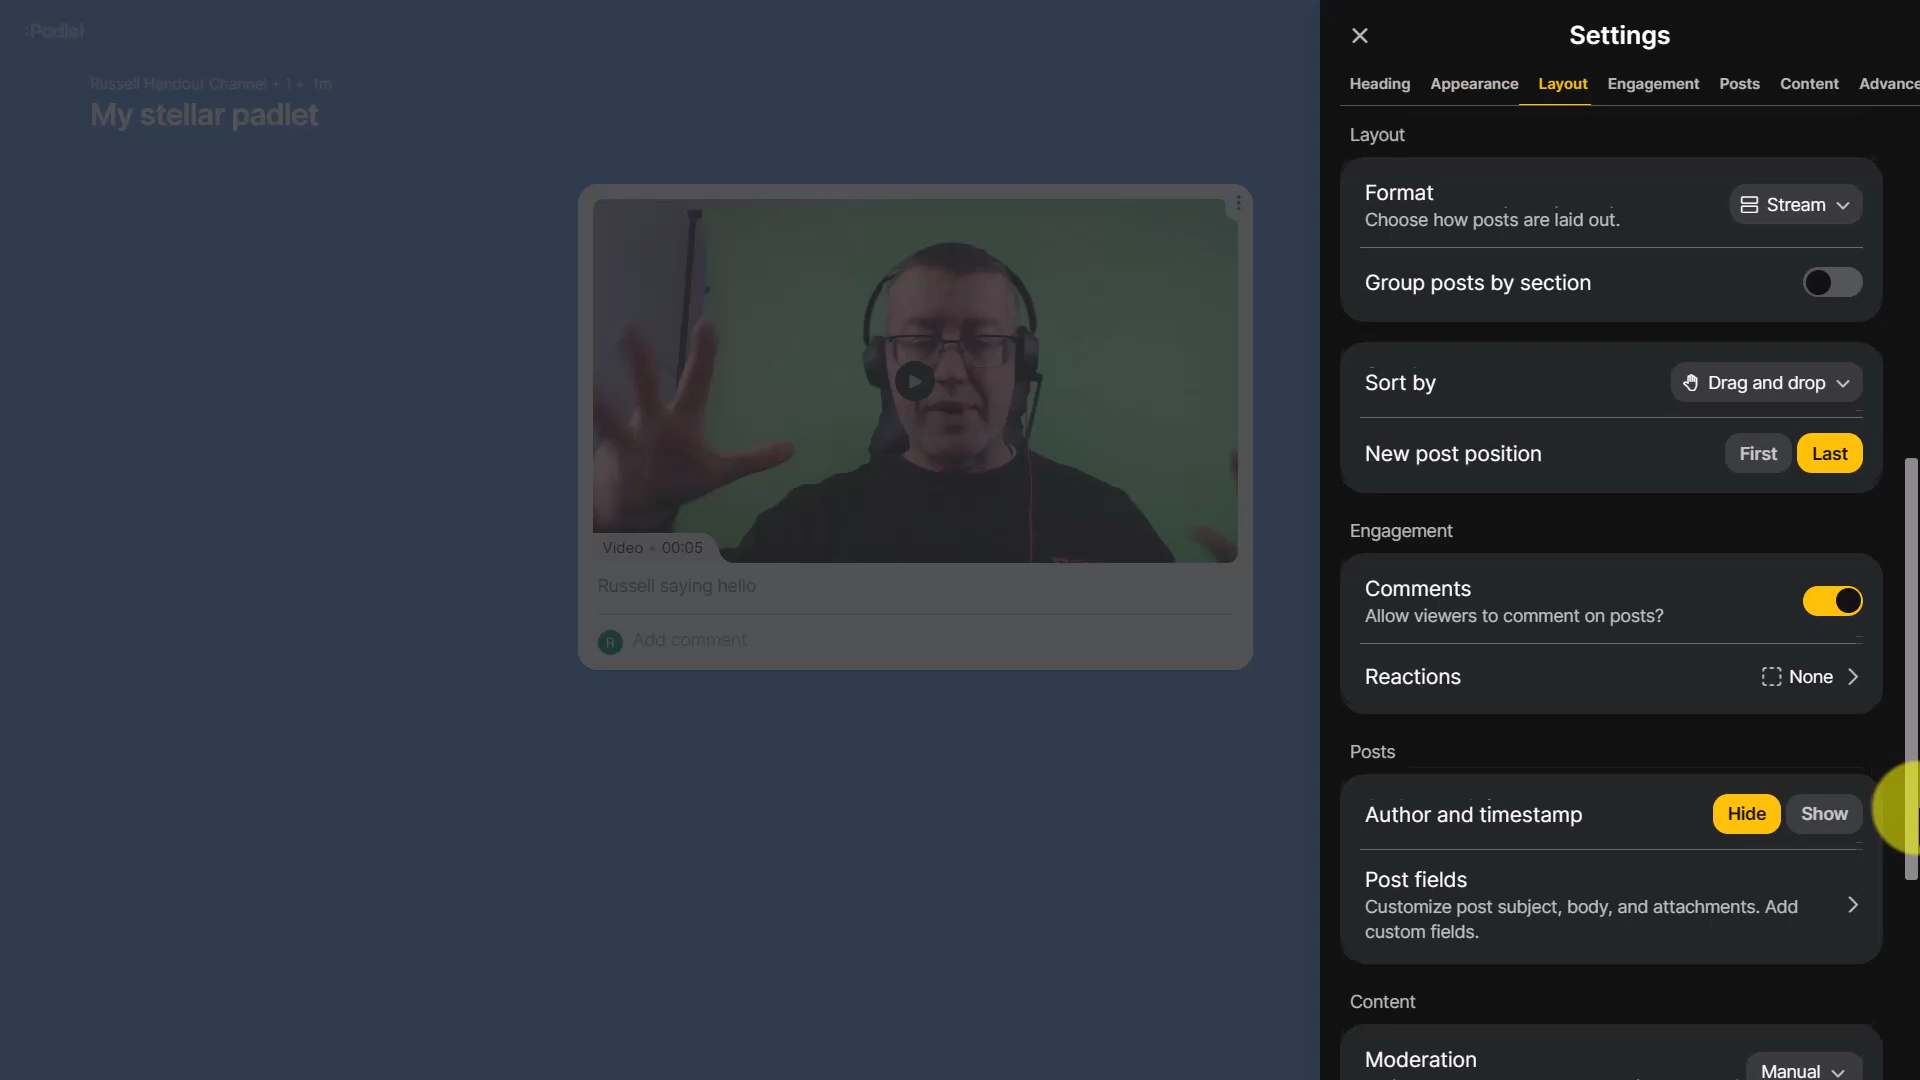 :Padlet
Russell Handout Channel + 1 • 1m
My stellar padlet
Video • 00:05
Russell saying hello
R
Add comment
Settings
Heading Appearance Layout Engagement Posts Content Advance
Layout
Format
Choose how posts are laid out.
Stream
Group posts by section
Sort by
Drag and drop
New post position
First Last
Engagement
Comments
Allow viewers to comment on posts?
Reactions
None
Posts
Author and timestamp
Hide Show
Post fields
Customize post subject, body, and attachments. Add
custom fields.
Content
Moderation
Manual